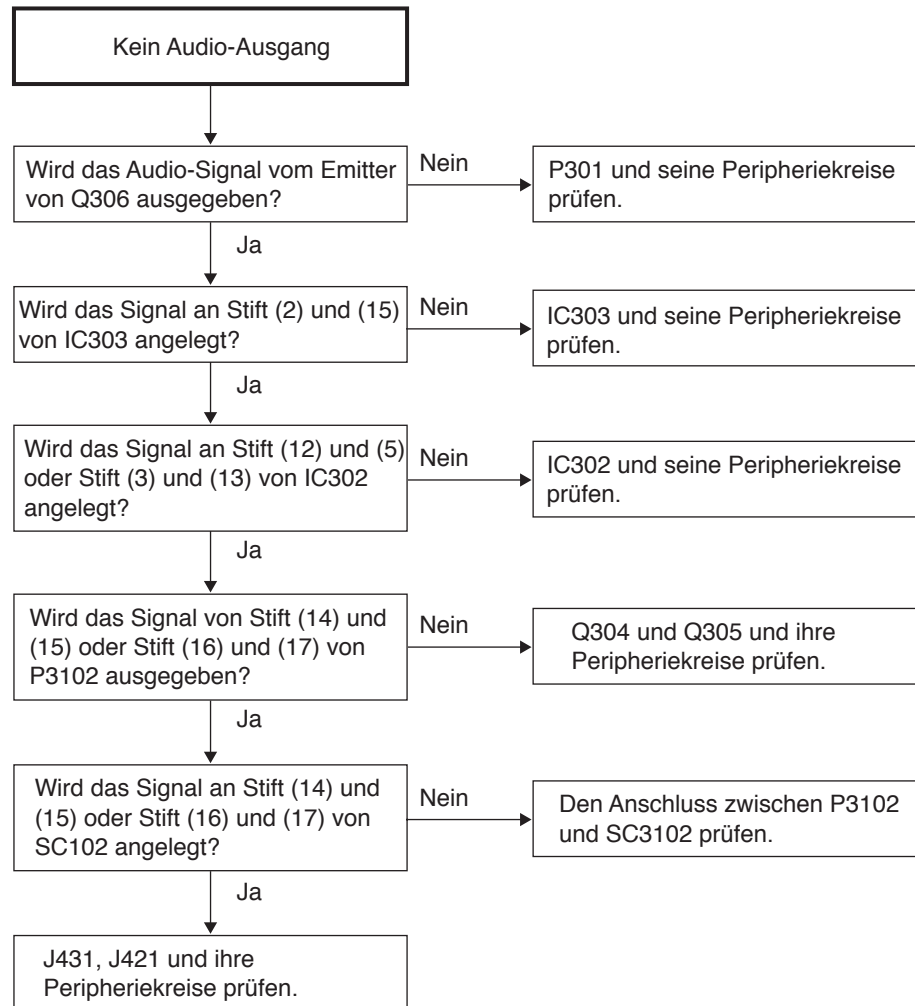 Kein Audio-Ausgang
Wird das Audio-Signal vom Emitter
von Q306 ausgegeben?
Nein
P301 und seine Peripheriekreise
prüfen.
Ja
Wird das Signal an Stift (2) und (15)
von IC303 angelegt?
Nein
IC303 und seine Peripheriekreise
prüfen.
Ja
Wird das Signal an Stift (12) und (5)
oder Stift (3) und (13) von IC302
angelegt?
Nein
IC302 und seine Peripheriekreise
prüfen.
Ja
Wird das Signal von Stift (14) und
(15) oder Stift (16) und (17) von
P3102 ausgegeben?
Nein
Q304 und Q305 und ihre
Peripheriekreise prüfen.
Ja
Wird das Signal an Stift (14) und
(15) oder Stift (16) und (17) von
SC102 angelegt?
Nein
Den Anschluss zwischen P3102
und SC3102 prüfen.
Ja
J431, J421 und ihre
Peripheriekreise prüfen.